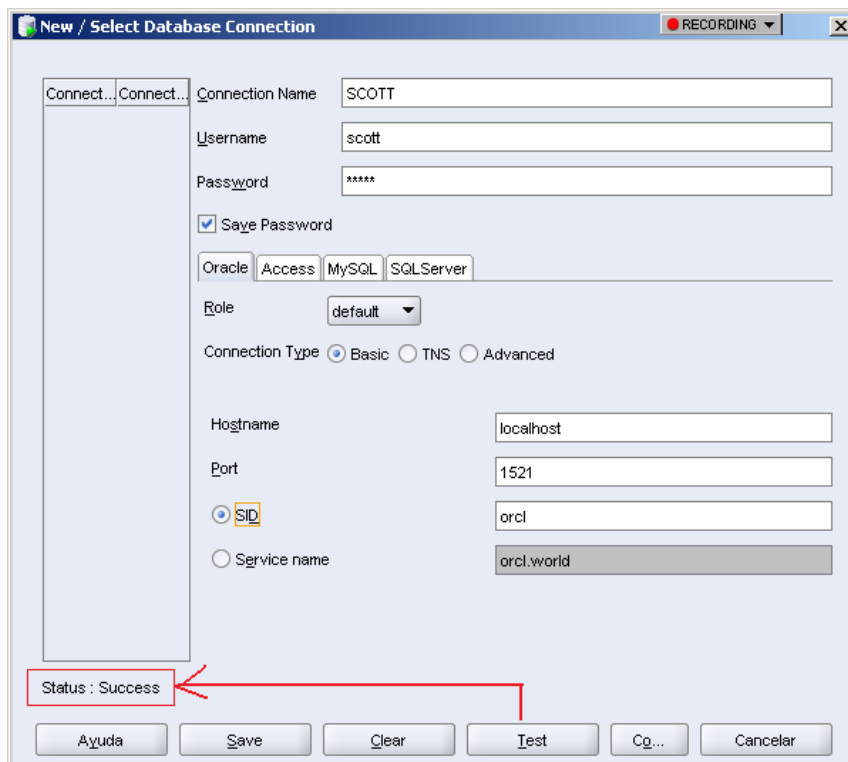 New / Select Database Connection
RECORDING
Connect... Connect...
Connection Name SCOTT
Username scott
Password *****
Save Password
Oracle Access MySQL SQLServer
Role default
Connection Type Basic TNS Advanced
Hostname localhost
Port 1521
SID orcl
Service name orcl.world
Status : Success
Ayuda Save Clear Test Co... Cancelar